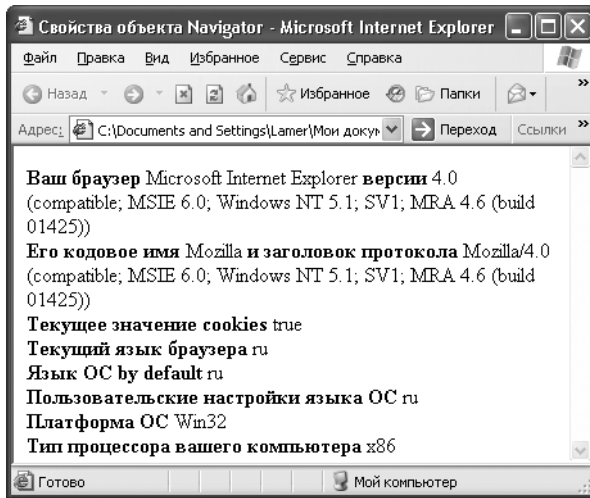 Свойства объекта Navigator - Microsoft Internet Explorer
Файл Правка Вид Избранное Сервис Справка
Назад Избранное Папки »
Адрес: C:\Documents and Settings\Lamer\Мои докум Переход Ссылки »
Ваш браузер Microsoft Internet Explorer версии 4.0
(compatible; MSIE 6.0; Windows NT 5.1; SV1; MRA 4.6 (build
01425))
Его кодовое имя Mozilla и заголовок протокола Mozilla/4.0
(compatible; MSIE 6.0; Windows NT 5.1; SV1; MRA 4.6 (build
01425))
Текущее значение cookies true
Текущий язык браузера ru
Язык ОС by default ru
Пользовательские настройки языка ОС ru
Платформа ОС Win32
Тип процессора вашего компьютера x86
Готово Мой компьютер